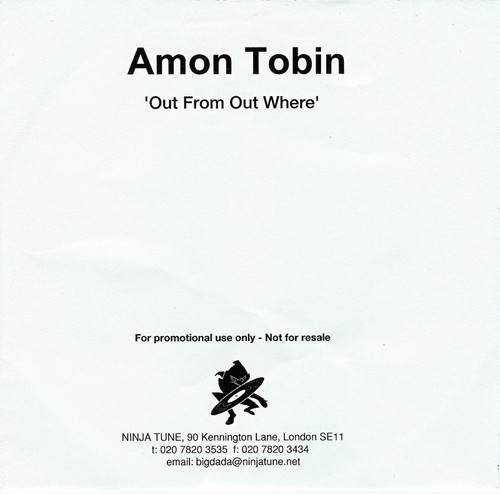 Amon Tobin
'Out From Out Where'
For promotional use only - Not for resale
NINJA TUNE, 90 Kennington Lane, London SE11
t: 020 7820 3535 f: 020 7820 3434
email: bigdada@ninjatune.net